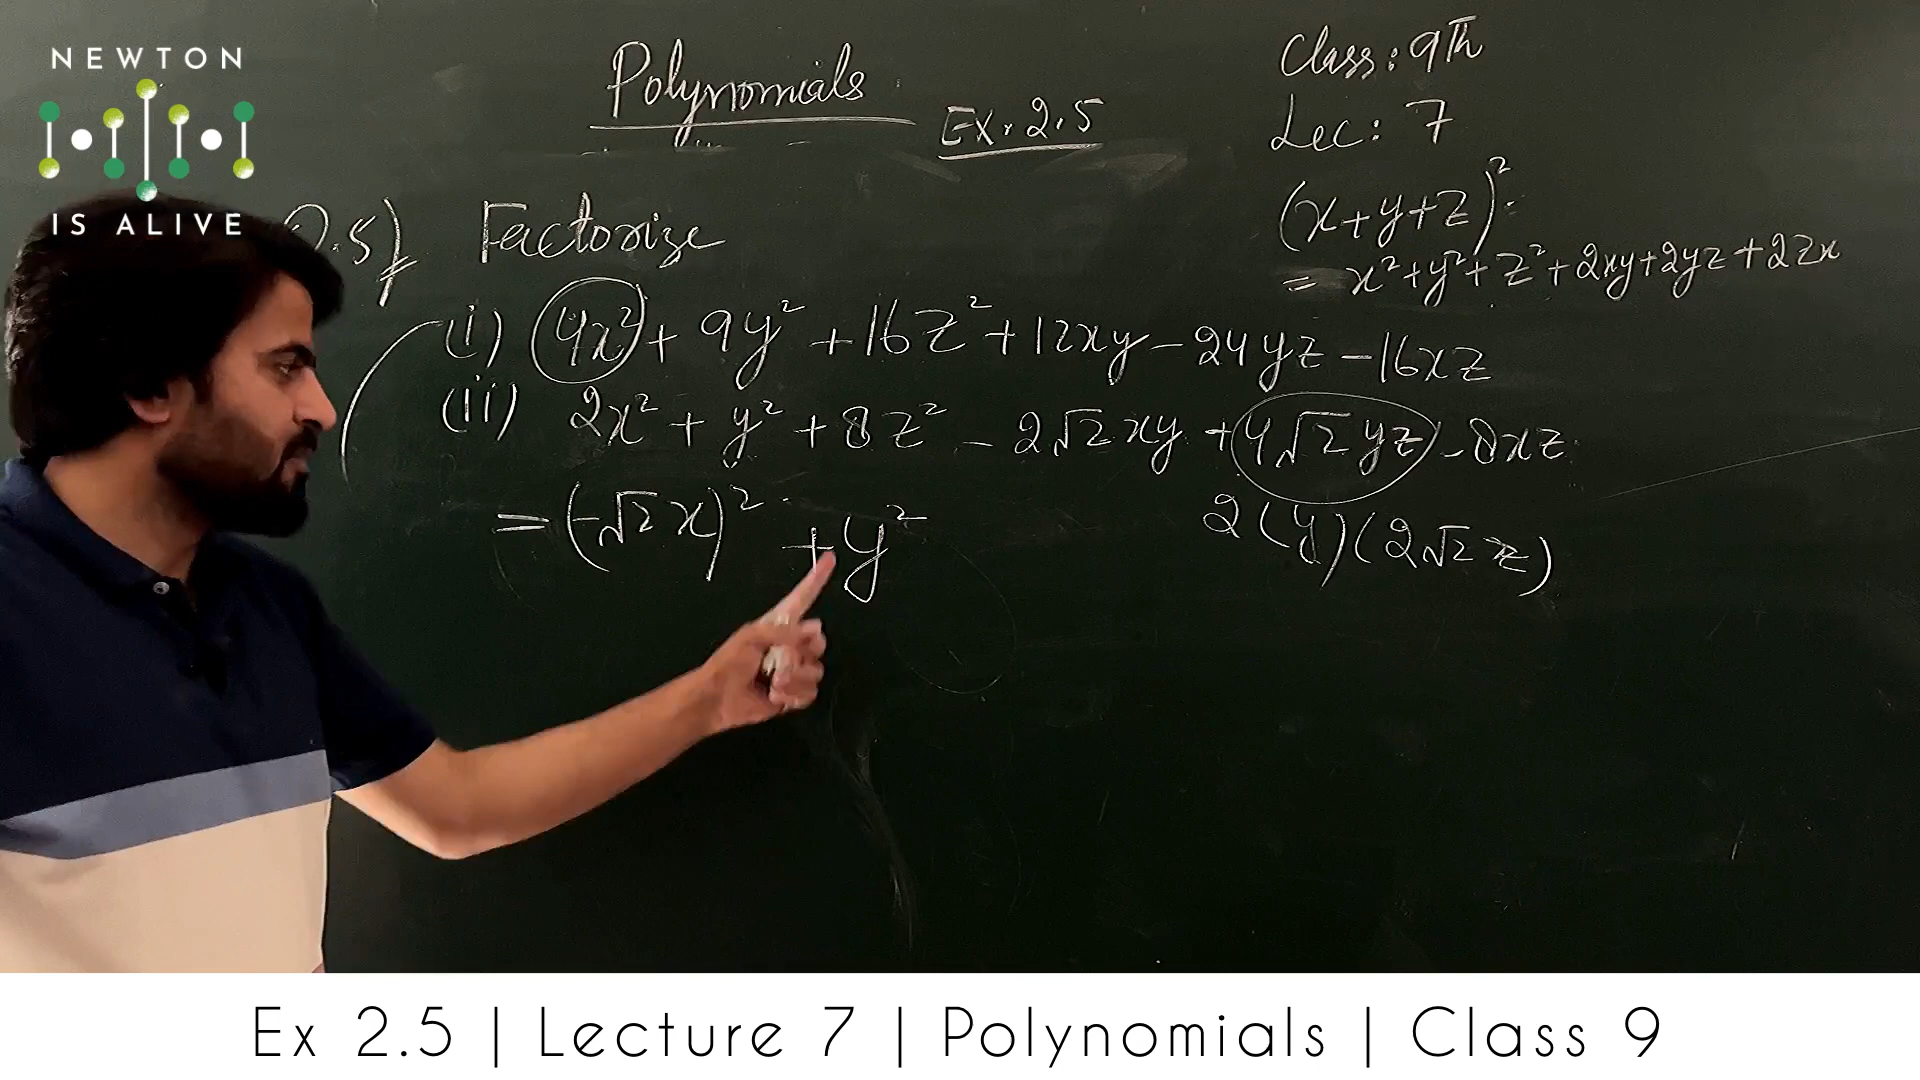 NEWTON
IS ALIVE
Polynomials
Ex. 2.5
Class: 9th
Lec: 7
(x+y+z)²
= x²+y²+z²+2xy+2yz+2zx
Q.5) Factorize
(i) 4x² + 9y² + 16z² + 12xy - 24yz - 16xz
(ii) 2x² + y² + 8z² - 2√2xy + 4√2yz - 8xz
= (-√2x)² + y²
2(y)(2√2z)
Ex 2.5 | Lecture 7 | Polynomials | Class 9